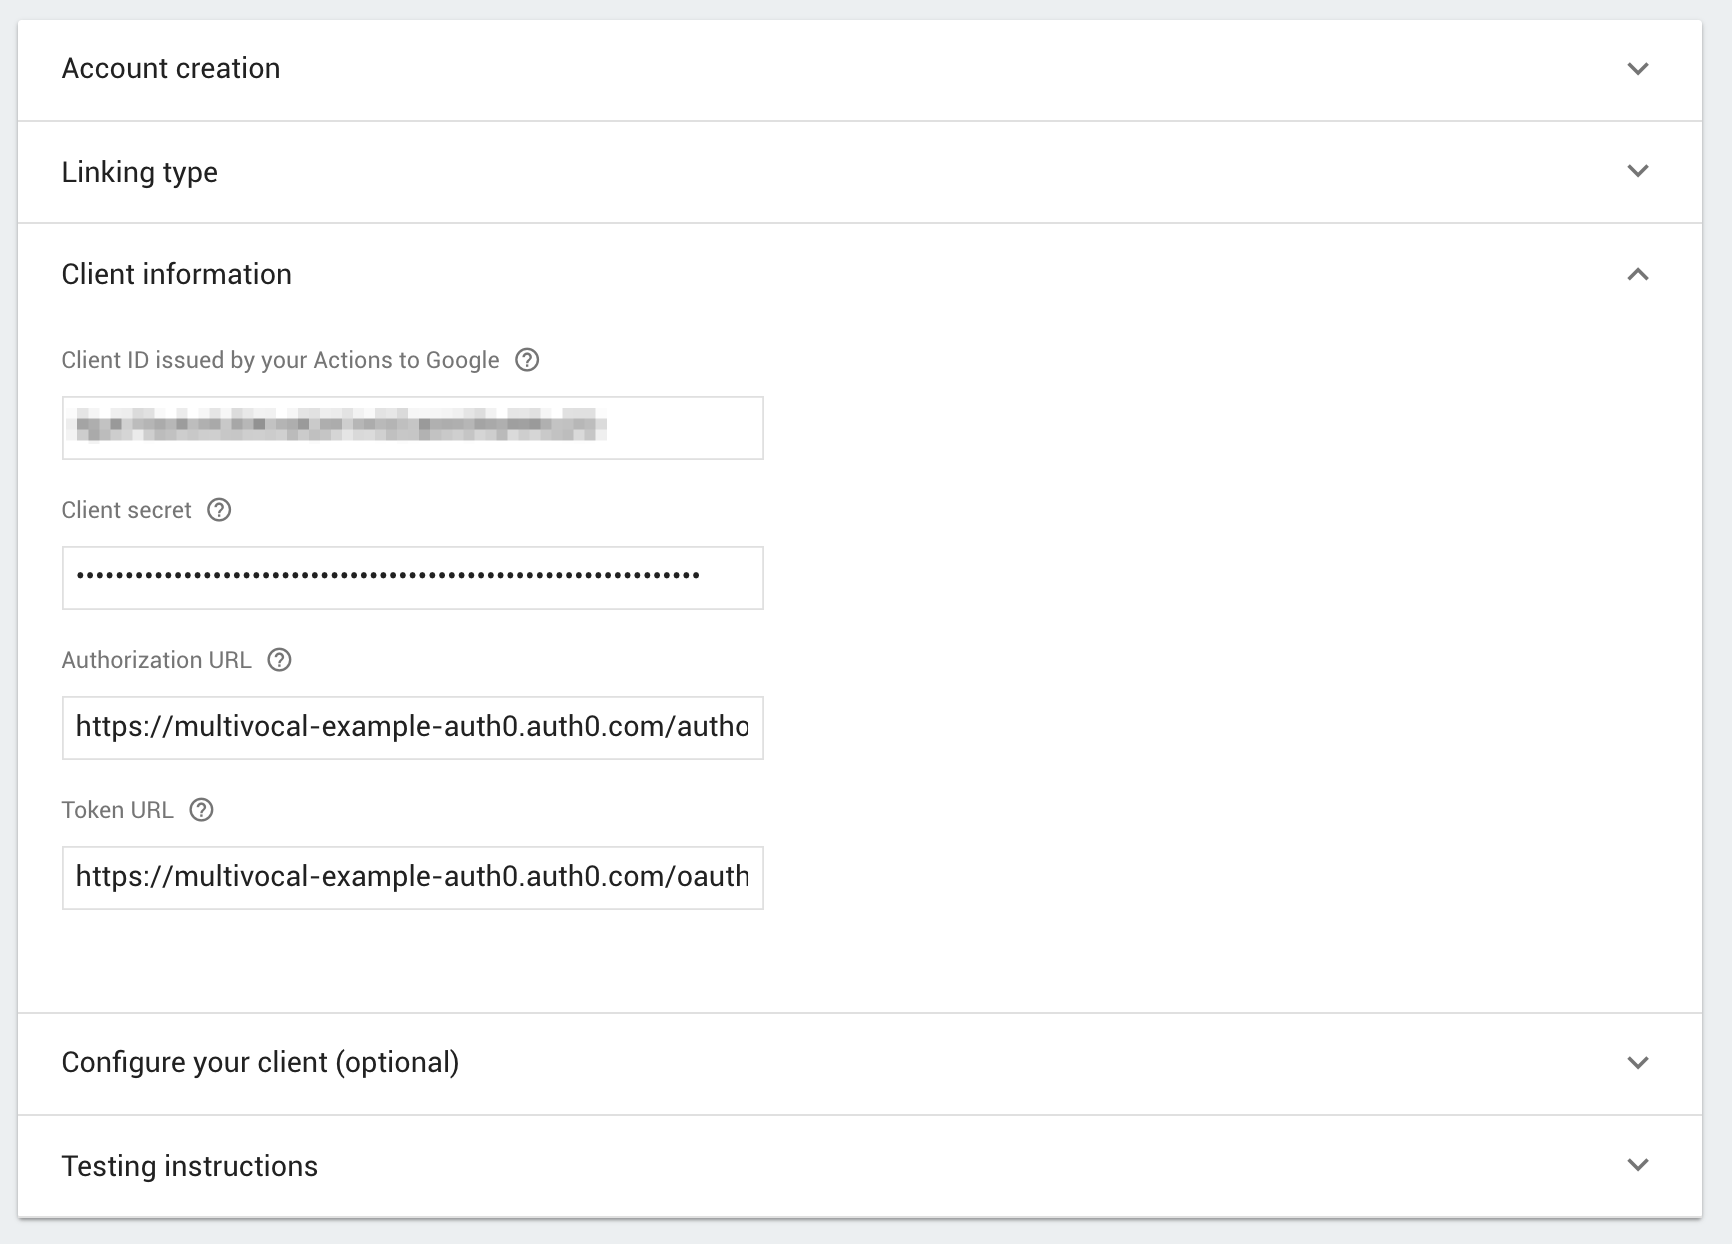 Account creation
Linking type
Client information
Client ID issued by your Actions to Google
Client secret
••••••••••••••••••••••••••••••••••••••••••••••••••••••••••••••••
Authorization URL
https://multivocal-example-auth0.auth0.com/autho
Token URL
https://multivocal-example-auth0.auth0.com/oauth
Configure your client (optional)
Testing instructions